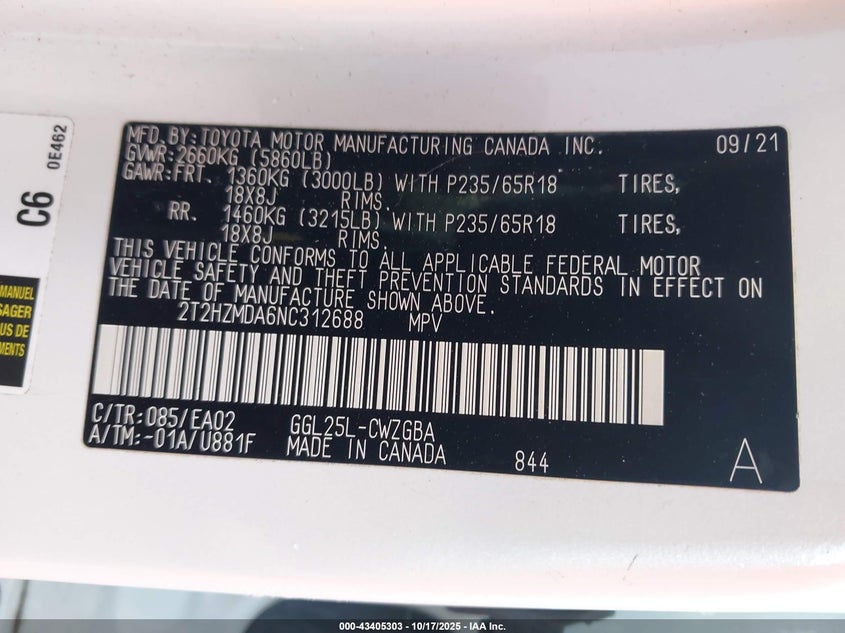 MFD. BY: TOYOTA MOTOR MANUFACTURING CANADA INC. 09/21
GVWR: 2660KG (5860LB)
GAWR: FRT. 1360KG (3000LB) WITH P235/65R18 TIRES,
18X8J RIMS.
RR. 1460KG (3215LB) WITH P235/65R18 TIRES,
18X8J RIMS.
THIS VEHICLE CONFORMS TO ALL APPLICABLE FEDERAL MOTOR
VEHICLE SAFETY AND THEFT PREVENTION STANDARDS IN EFFECT ON
THE DATE OF MANUFACTURE SHOWN ABOVE.
2T2HZMDA6NC312688 MPV
C/TR: 085/EA02 GGL25L-CWZGBA
A/TM: -01A/U881F MADE IN CANADA 844 A
C6 0E462
MANUEL
SAGER
US DE
MENTS
000-43405303 - 10/17/2025 - IAA Inc.